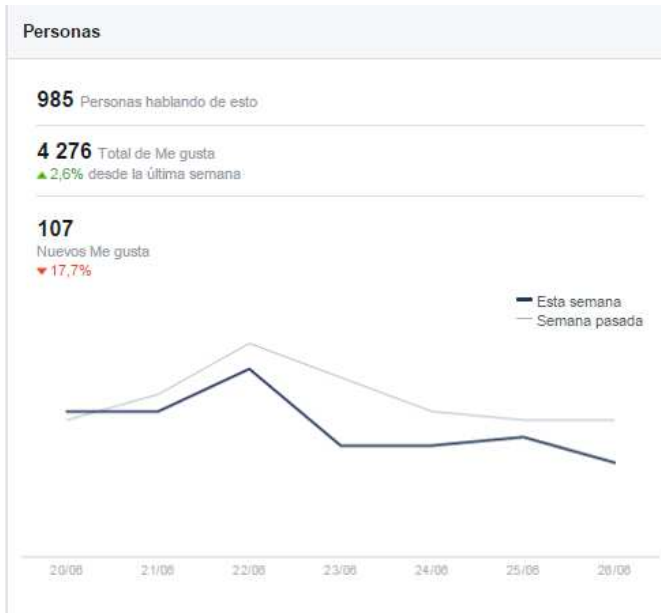 Personas
985 Personas hablando de esto
4 276 Total de Me gusta
2,6% desde la última semana
107
Nuevos Me gusta
17,7%
Esta semana
Semana pasada
20/06 21/06 22/06 23/06 24/06 25/06 26/06